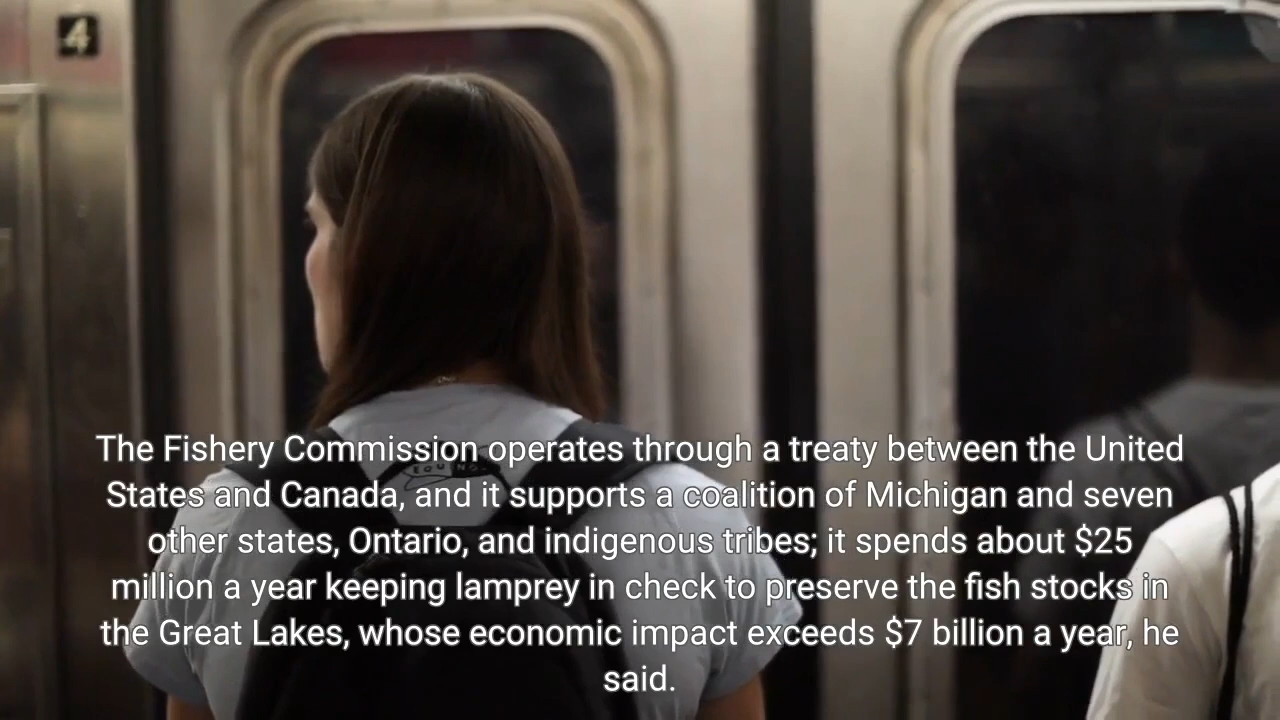 4
The Fishery Commission operates through a treaty between the United
States and Canada, and it supports a coalition of Michigan and seven
other states, Ontario, and indigenous tribes; it spends about $25
million a year keeping lamprey in check to preserve the fish stocks in
the Great Lakes, whose economic impact exceeds $7 billion a year, he
said.